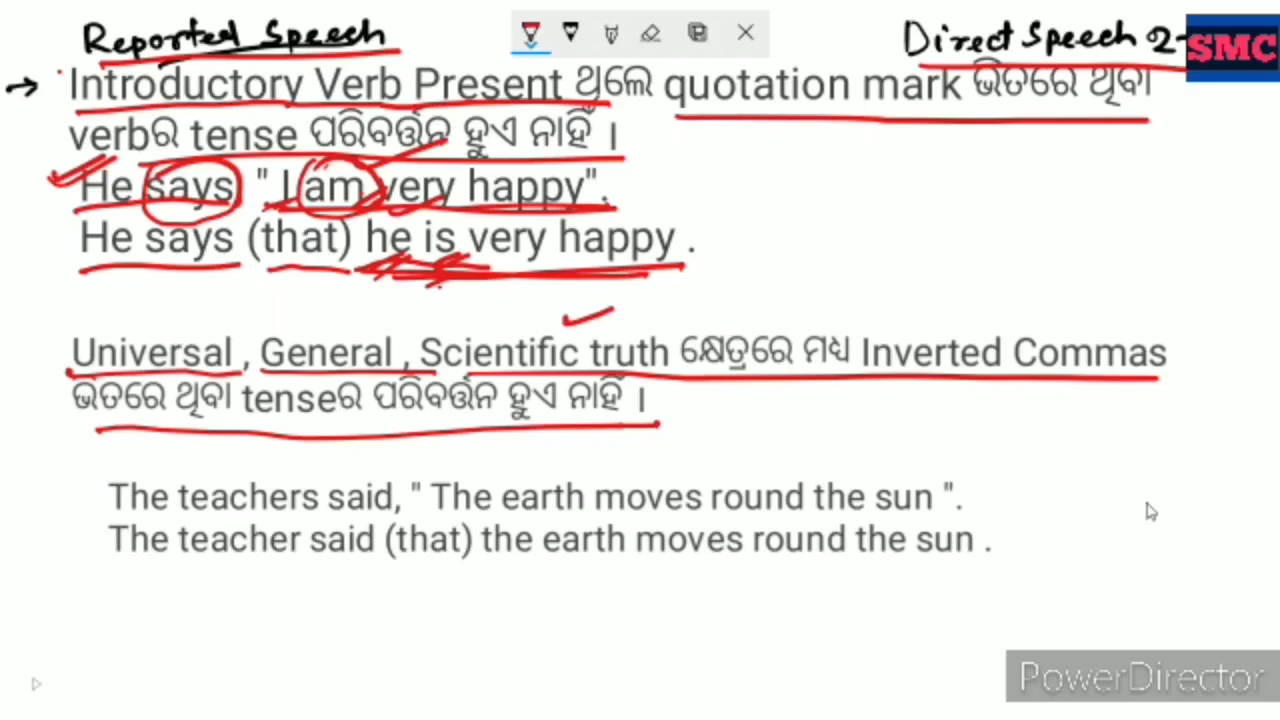 Reported Speech
Direct Speech 2-
SMC
→ Introductory Verb Present ଥିଲେ quotation mark ଭିତରେ ଥିବା
verbର tense ପରିବର୍ତ୍ତନ ହୁଏ ନାହିଁ ।
He says " I am very happy".
He says (that) he is very happy .
Universal , General , Scientific truth କ୍ଷେତ୍ରରେ ମଧ୍ୟ Inverted Commas
ଭିତରେ ଥିବା tenseର ପରିବର୍ତ୍ତନ ହୁଏ ନାହିଁ ।
The teachers said, " The earth moves round the sun ".
The teacher said (that) the earth moves round the sun .
PowerDirector